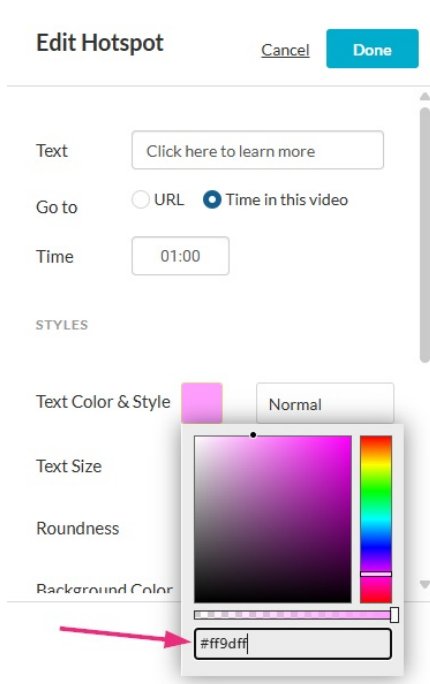 Edit Hotspot
Cancel
Done
Text
Click here to learn more
Go to
URL
Time in this video
Time
01:00
STYLES
Text Color & Style
Normal
Text Size
Roundness
Background Color
#ff9dff